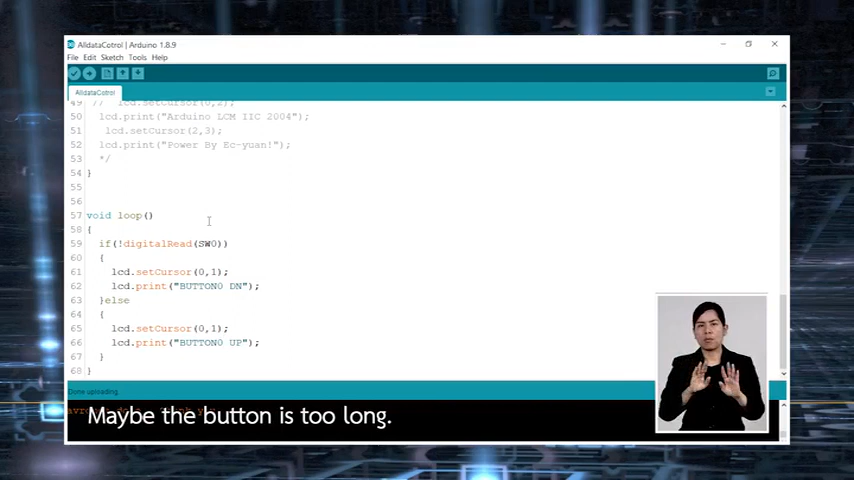 AlldataCotrol | Arduino 1.8.9
File Edit Sketch Tools Help
AlldataCotrol
49 // lcd.setCursor(0,2);
50 lcd.print("Arduino LCM IIC 2004");
51 lcd.setCursor(2,3);
52 lcd.print("Power By Ec-yuan!");
53 */
54 }
55
56
57 void loop()
58 {
59 if(!digitalRead(SW0))
60 {
61 lcd.setCursor(0,1);
62 lcd.print("BUTTON0 DN");
63 }else
64 {
65 lcd.setCursor(0,1);
66 lcd.print("BUTTON0 UP");
67 }
68 }
Done uploading.
Maybe the button is too long.